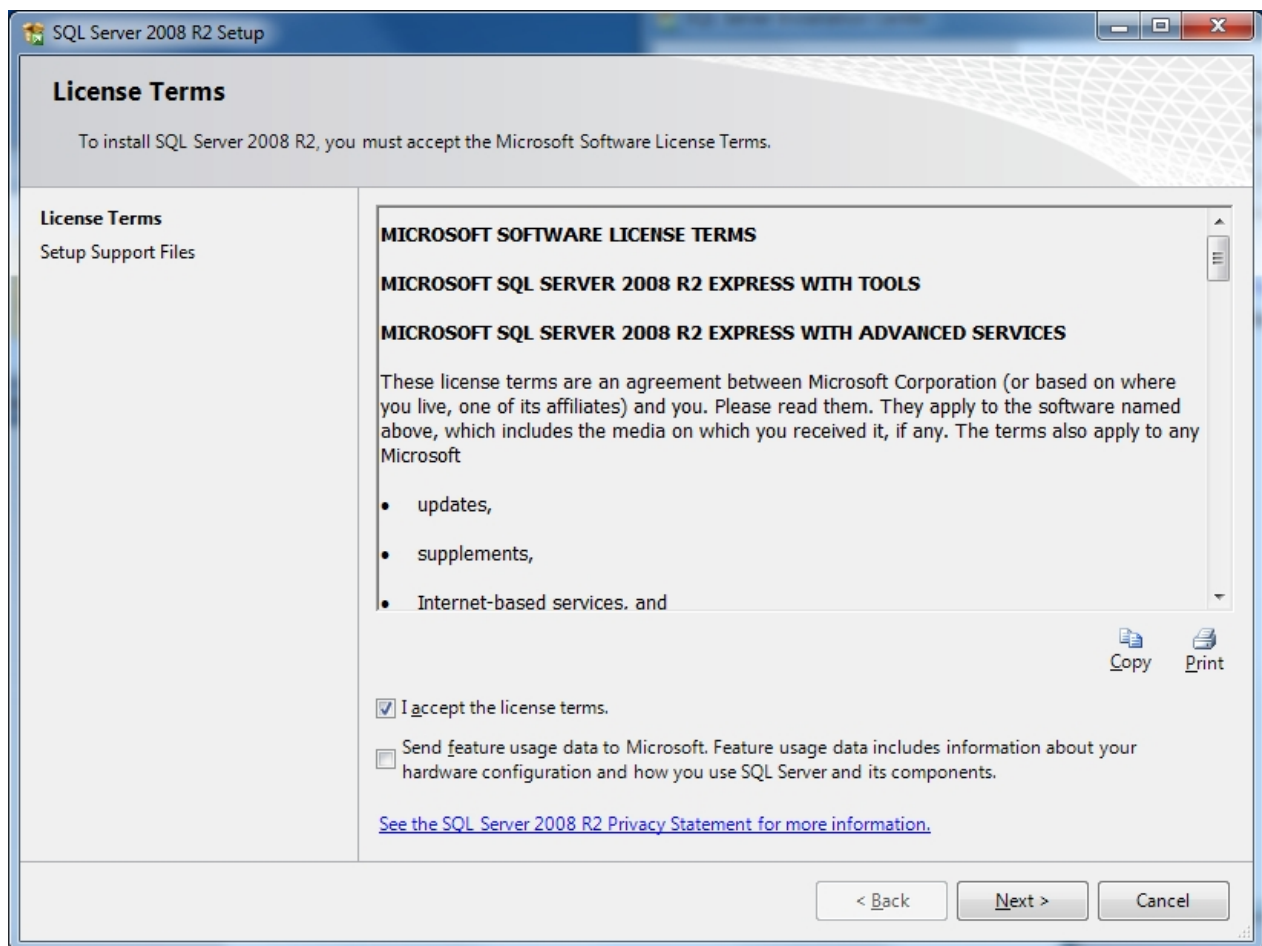 SQL Server 2008 R2 Setup
License Terms
To install SQL Server 2008 R2, you must accept the Microsoft Software License Terms.
License Terms
Setup Support Files
MICROSOFT SOFTWARE LICENSE TERMS
MICROSOFT SQL SERVER 2008 R2 EXPRESS WITH TOOLS
MICROSOFT SQL SERVER 2008 R2 EXPRESS WITH ADVANCED SERVICES
These license terms are an agreement between Microsoft Corporation (or based on where
you live, one of its affiliates) and you. Please read them. They apply to the software named
above, which includes the media on which you received it, if any. The terms also apply to any
Microsoft
• updates,
• supplements,
• Internet-based services, and
Copy Print
I accept the license terms.
Send feature usage data to Microsoft. Feature usage data includes information about your
hardware configuration and how you use SQL Server and its components.
See the SQL Server 2008 R2 Privacy Statement for more information.
< Back Next > Cancel